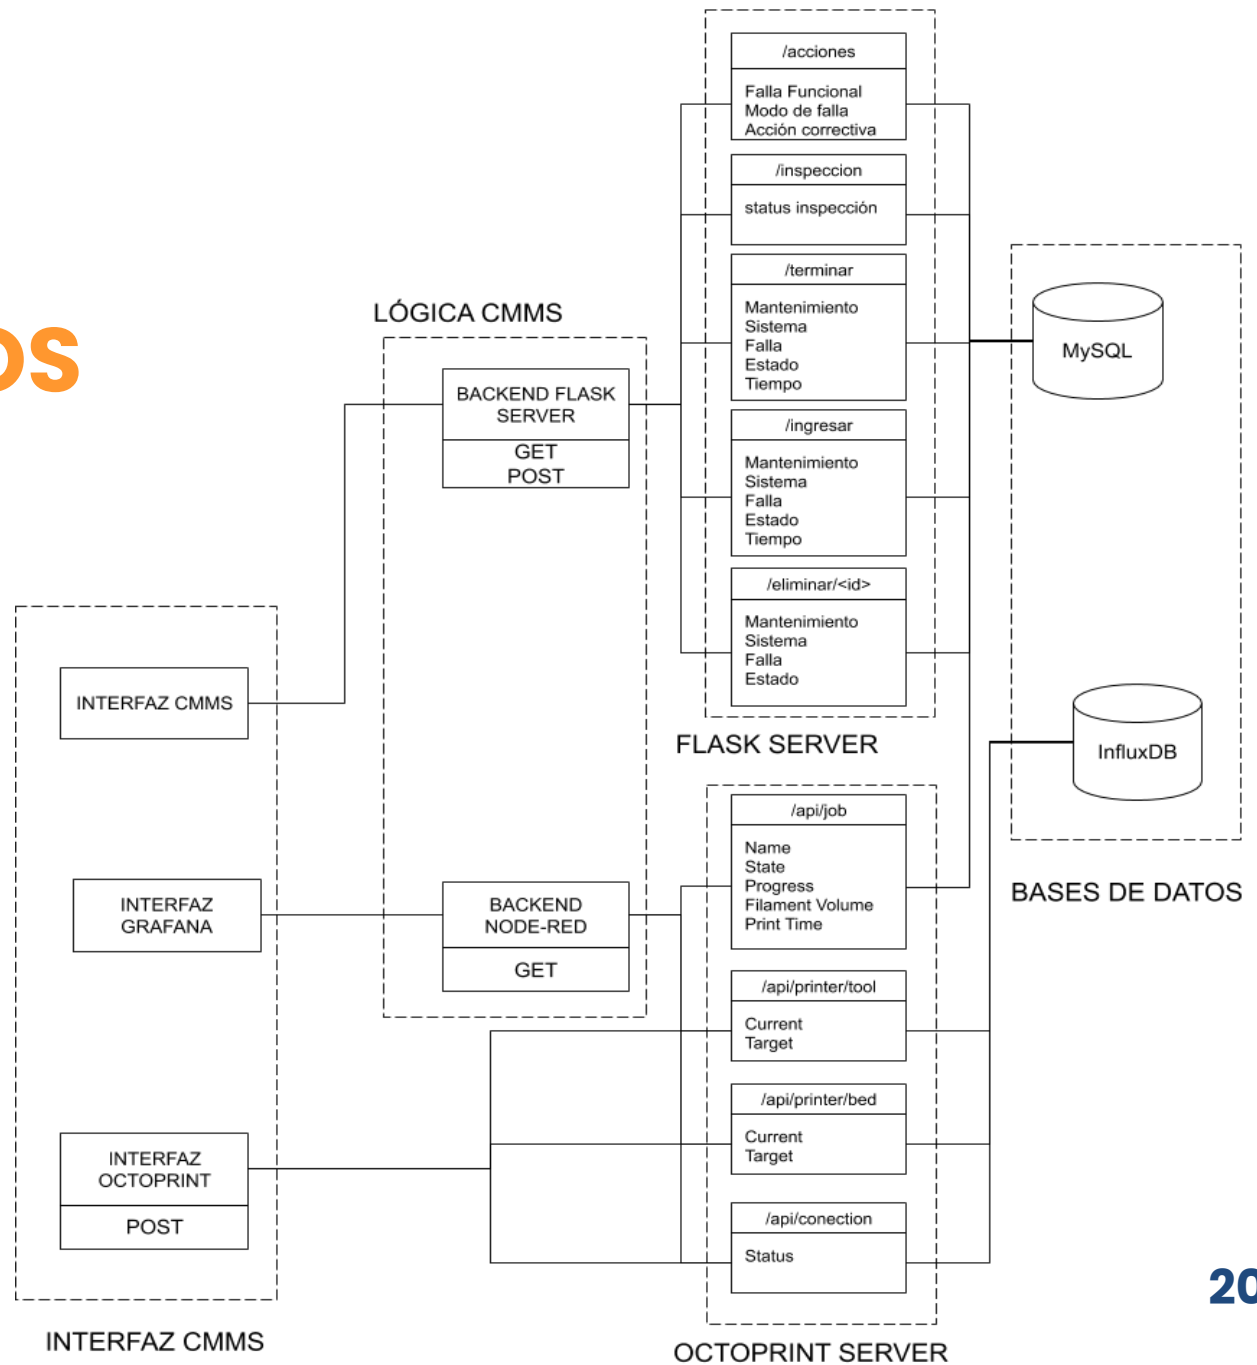 OS
/acciones
Falla Funcional
Modo de falla
Acción correctiva
/inspeccion
status inspección
/terminar
Mantenimiento
Sistema
Falla
Estado
Tiempo
/ingresar
Mantenimiento
Sistema
Falla
Estado
Tiempo
/eliminar/<id>
Mantenimiento
Sistema
Falla
Estado
FLASK SERVER
LÓGICA CMMS
BACKEND FLASK
SERVER
GET
POST
BACKEND
NODE-RED
GET
INTERFAZ CMMS
INTERFAZ
GRAFANA
INTERFAZ
OCTOPRINT
POST
INTERFAZ CMMS
/api/job
Name
State
Progress
Filament Volume
Print Time
/api/printer/tool
Current
Target
/api/printer/bed
Current
Target
/api/conection
Status
OCTOPRINT SERVER
MySQL
InfluxDB
BASES DE DATOS
20